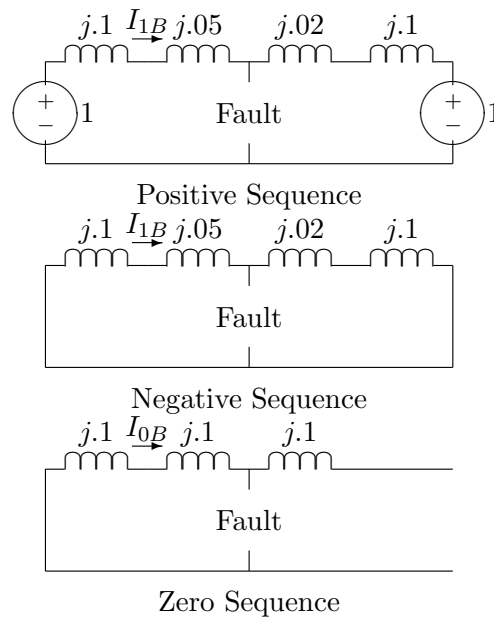 j.1 I1B j.05 j.02 j.1
+ − 1 Fault + − 1
Positive Sequence
j.1 I1B j.05 j.02 j.1
Fault
Negative Sequence
j.1 I0B j.1 j.1
Fault
Zero Sequence